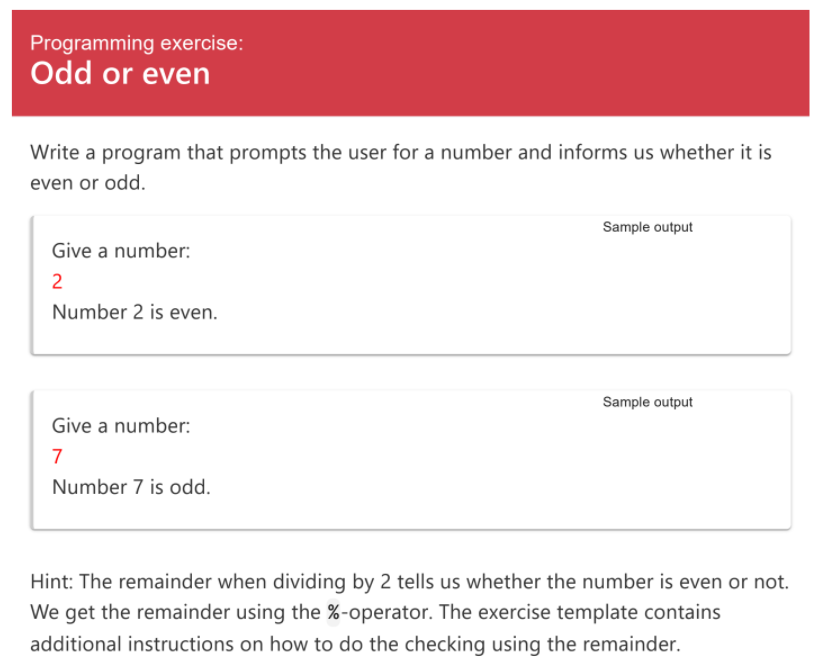 Programming exercise:
Odd or even
Write a program that prompts the user for a number and informs us whether it is
even or odd.
Sample output
Give a number:
2
Number 2 is even.
Sample output
Give a number:
7
Number 7 is odd.
Hint: The remainder when dividing by 2 tells us whether the number is even or not.
We get the remainder using the %-operator. The exercise template contains
additional instructions on how to do the checking using the remainder.